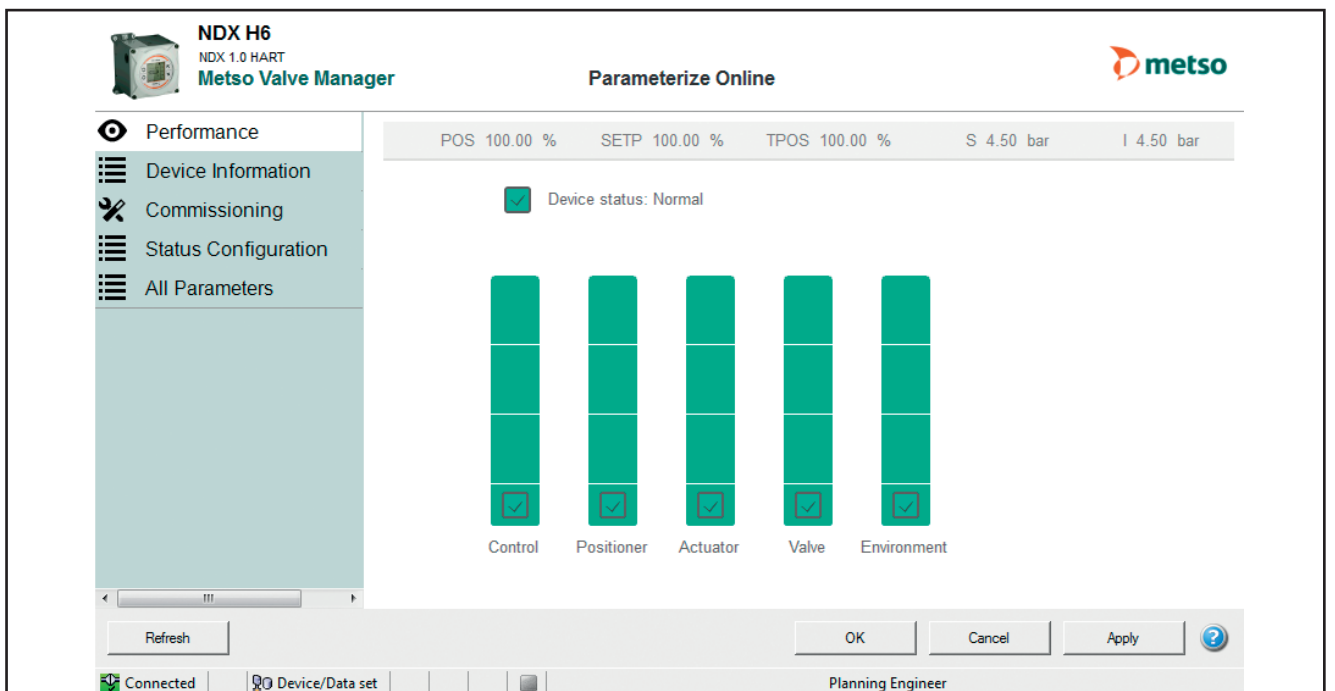 NDX H6
NDX 1.0 HART
Metso Valve Manager
Parameterize Online
metso
Performance
Device Information
Commissioning
Status Configuration
All Parameters
POS 100.00 % SETP 100.00 % TPOS 100.00 % S 4.50 bar I 4.50 bar
Device status: Normal
Control Positioner Actuator Valve Environment
Refresh OK Cancel Apply ?
Connected Device/Data set Planning Engineer